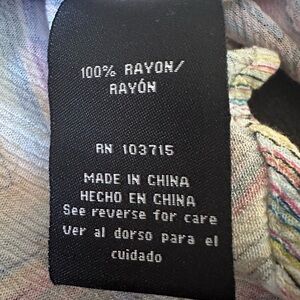 100% RAYON/
RAYÓN
RN 103715
MADE IN CHINA
HECHO EN CHINA
See reverse for care
Ver al dorso para el
cuidado